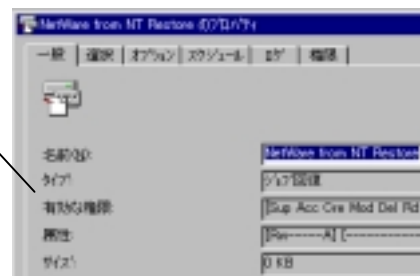 NetWare from NT Restore のプロパティ
一般 選択 オプション スケジュール ログ 権限
名前(N): NetWare from NT Restore
タイプ: ジョブ回復
有効な権限: [Sup Acc Cre Mod Del Rd
属性: [Rw------A] [
サイズ: 0 KB